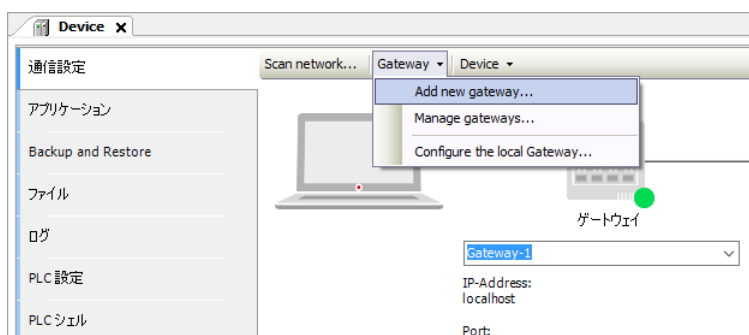 Device
通信設定
Scan network...
Gateway
Device
アプリケーション
Add new gateway...
Manage gateways...
Backup and Restore
Configure the local Gateway...
ファイル
ゲートウェイ
ログ
Gateway-1
PLC 設定
IP-Address:
localhost
PLC シェル
Port: